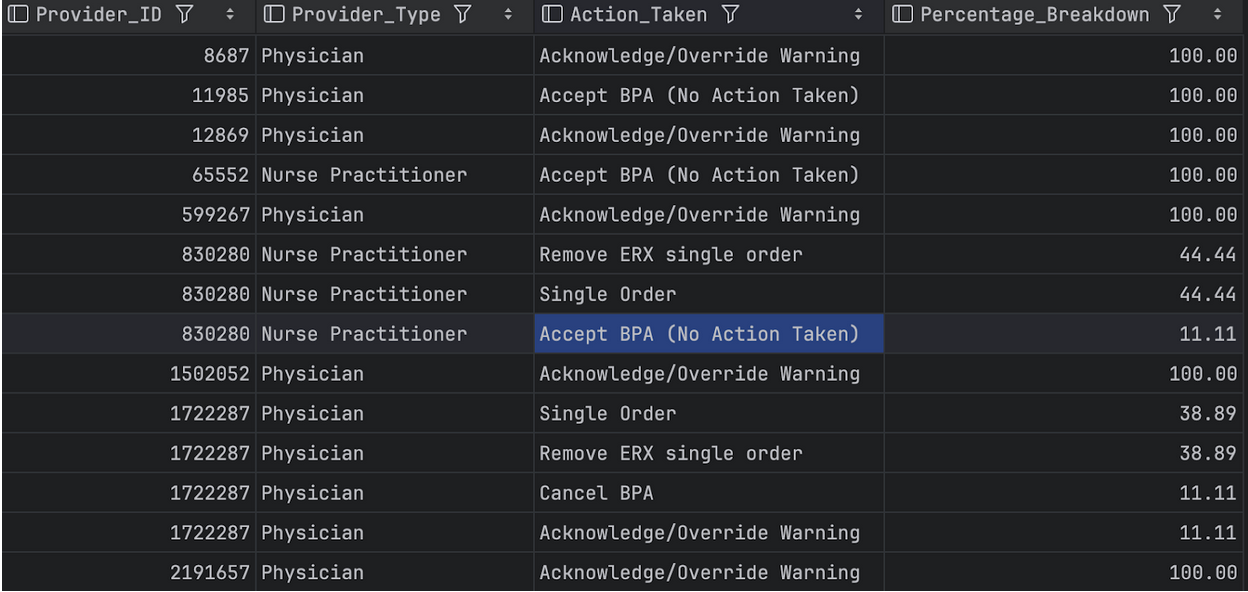 Provider_ID Provider_Type Action_Taken Percentage_Breakdown
8687 Physician Acknowledge/Override Warning 100.00
11985 Physician Accept BPA (No Action Taken) 100.00
12869 Physician Acknowledge/Override Warning 100.00
65552 Nurse Practitioner Accept BPA (No Action Taken) 100.00
599267 Physician Acknowledge/Override Warning 100.00
830280 Nurse Practitioner Remove ERX single order 44.44
830280 Nurse Practitioner Single Order 44.44
830280 Nurse Practitioner Accept BPA (No Action Taken) 11.11
1502052 Physician Acknowledge/Override Warning 100.00
1722287 Physician Single Order 38.89
1722287 Physician Remove ERX single order 38.89
1722287 Physician Cancel BPA 11.11
1722287 Physician Acknowledge/Override Warning 11.11
2191657 Physician Acknowledge/Override Warning 100.00